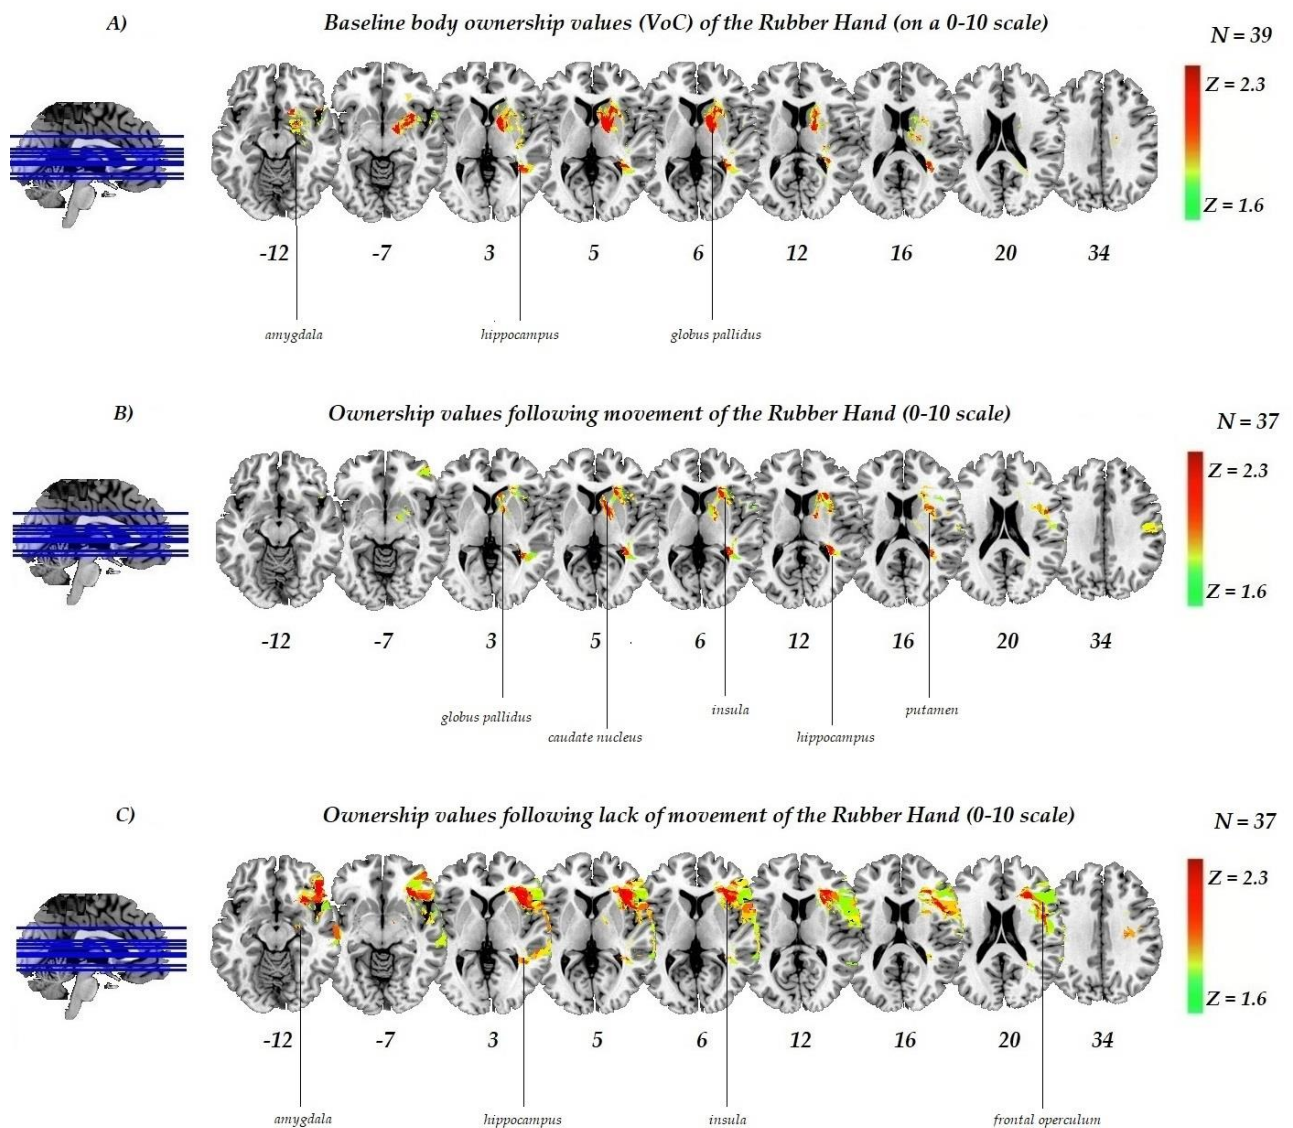 A)
Baseline body ownership values (VoC) of the Rubber Hand (on a 0-10 scale)
N = 39
Z = 2.3
Z = 1.6
-12 -7 3 5 6 12 16 20 34
amygdala hippocampus globus pallidus
B)
Ownership values following movement of the Rubber Hand (0-10 scale)
N = 37
Z = 2.3
Z = 1.6
-12 -7 3 5 6 12 16 20 34
globus pallidus insula putamen
caudate nucleus hippocampus
C)
Ownership values following lack of movement of the Rubber Hand (0-10 scale)
N = 37
Z = 2.3
Z = 1.6
-12 -7 3 5 6 12 16 20 34
amygdala hippocampus insula frontal operculum